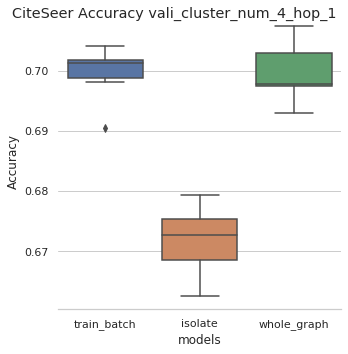 CiteSeer Accuracy vali_cluster_num_4_hop_1
0.70
0.69
0.68
0.67
Accuracy
train_batch
isolate
whole_graph
models